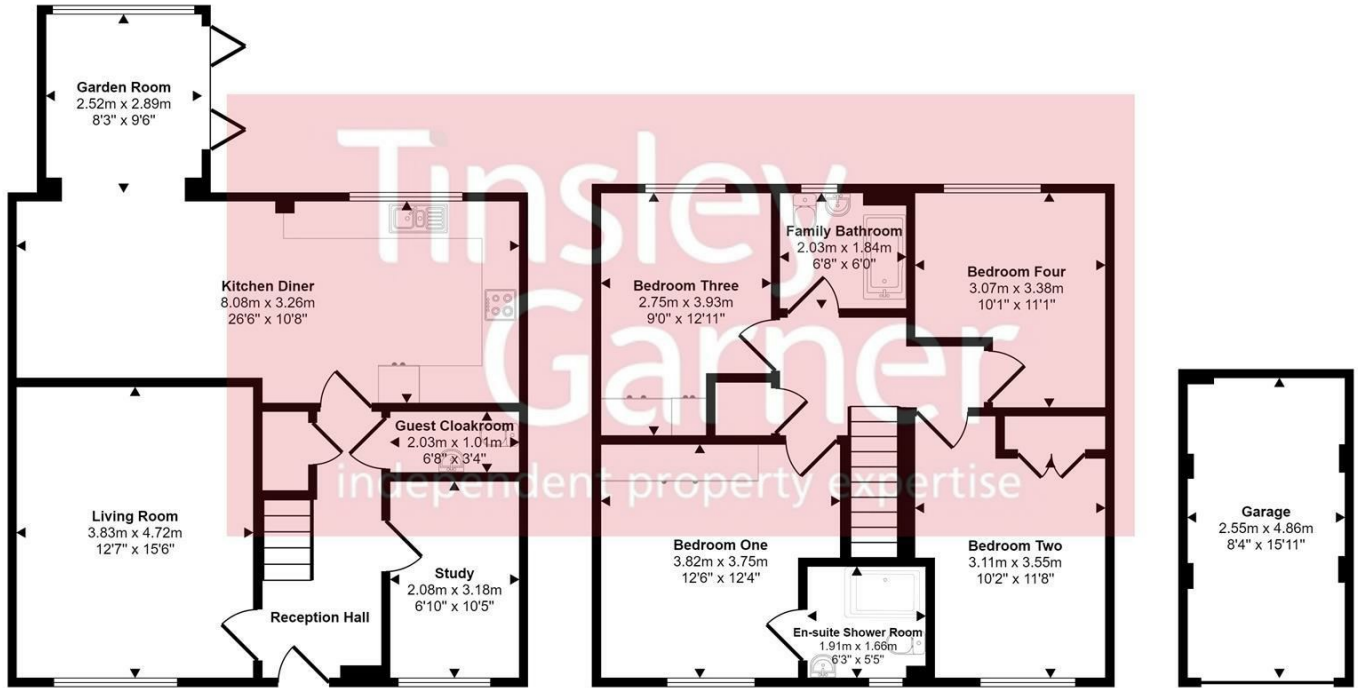 Garden Room
2.52m x 2.89m
8'3" x 9'6"
Tinsley
Garner
independent property expertise
Kitchen Diner
8.08m x 3.26m
26'6" x 10'8"
Guest Cloakroom
2.03m x 1.01m
6'8" x 3'4"
Living Room
3.83m x 4.72m
12'7" x 15'6"
Study
2.08m x 3.18m
6'10" x 10'5"
Reception Hall
Family Bathroom
2.03m x 1.84m
6'8" x 6'0"
Bedroom Three
2.75m x 3.93m
9'0" x 12'11"
Bedroom Four
3.07m x 3.38m
10'1" x 11'1"
Bedroom One
3.82m x 3.75m
12'6" x 12'4"
Bedroom Two
3.11m x 3.55m
10'2" x 11'8"
En-suite Shower Room
1.91m x 1.66m
6'3" x 5'5"
Garage
2.55m x 4.86m
8'4" x 15'11"